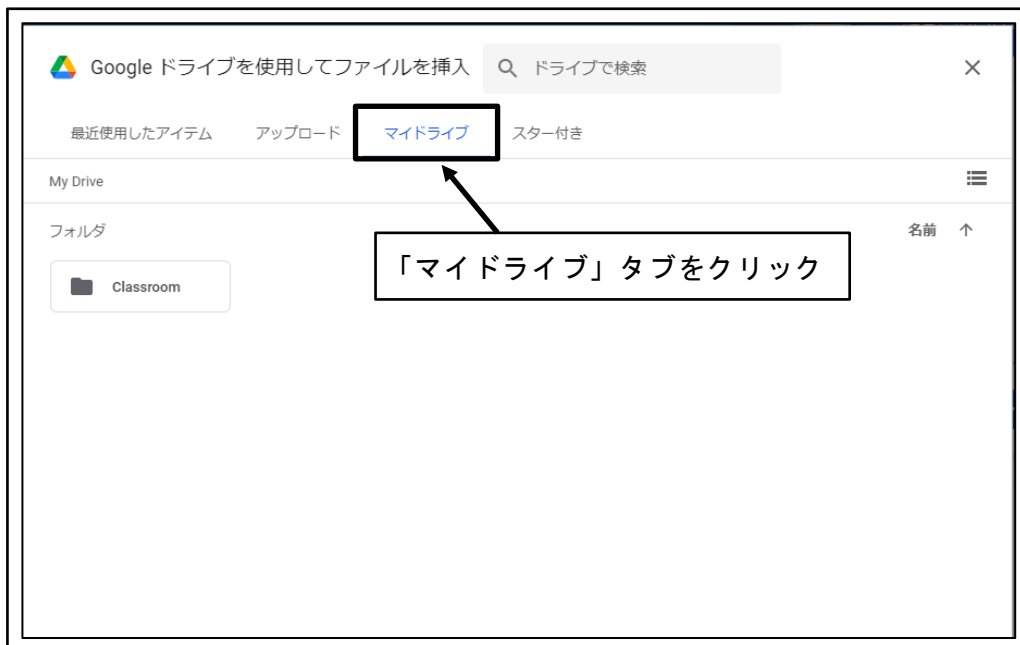 Google ドライブを使用してファイルを挿入 ドライブで検索
最近使用したアイテム アップロード マイドライブ スター付き
My Drive
フォルダ 名前
「マイドライブ」タブをクリック
Classroom